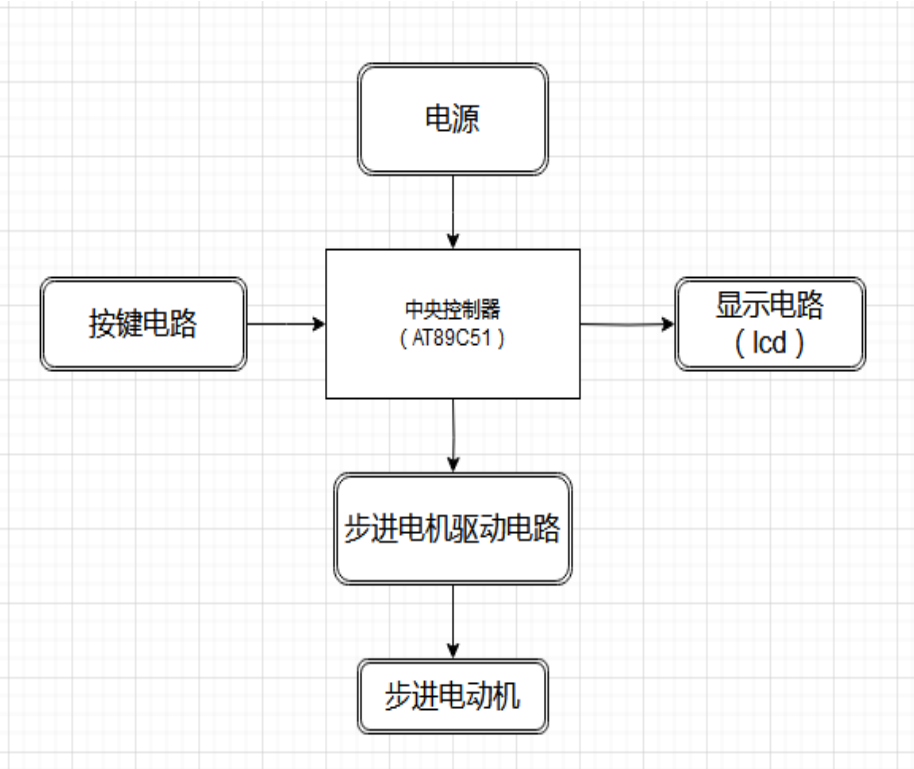 电源
按键电路
中央控制器
（AT89C51）
显示电路
（lcd）
步进电机驱动电路
步进电动机